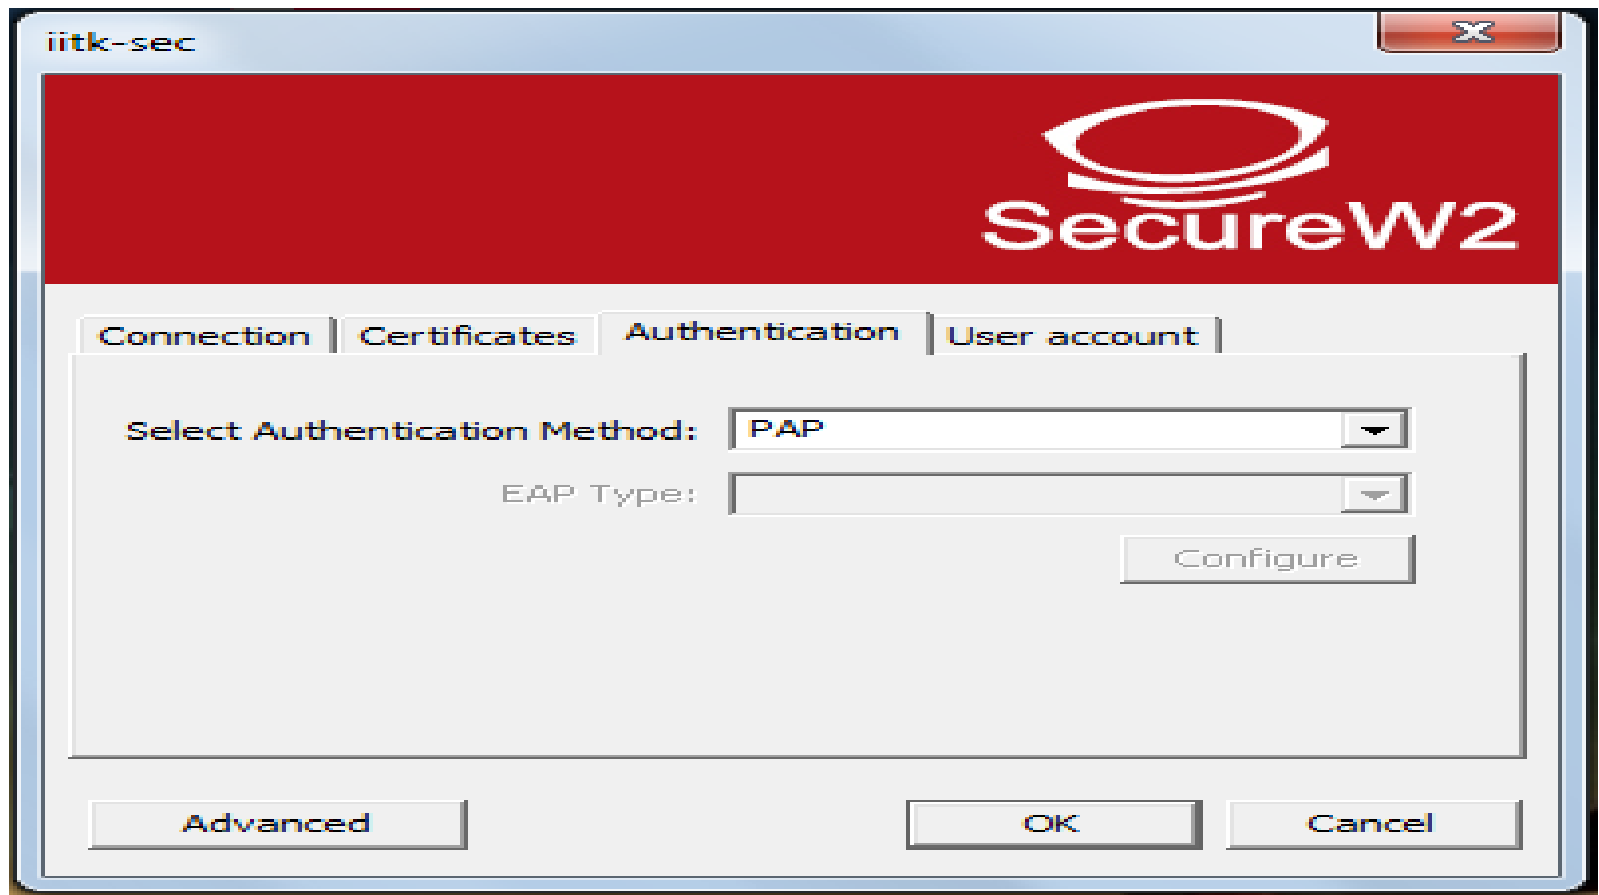 iitk-sec
SecureW2
Connection Certificates Authentication User account
Select Authentication Method: PAP
EAP Type:
Configure
Advanced OK Cancel